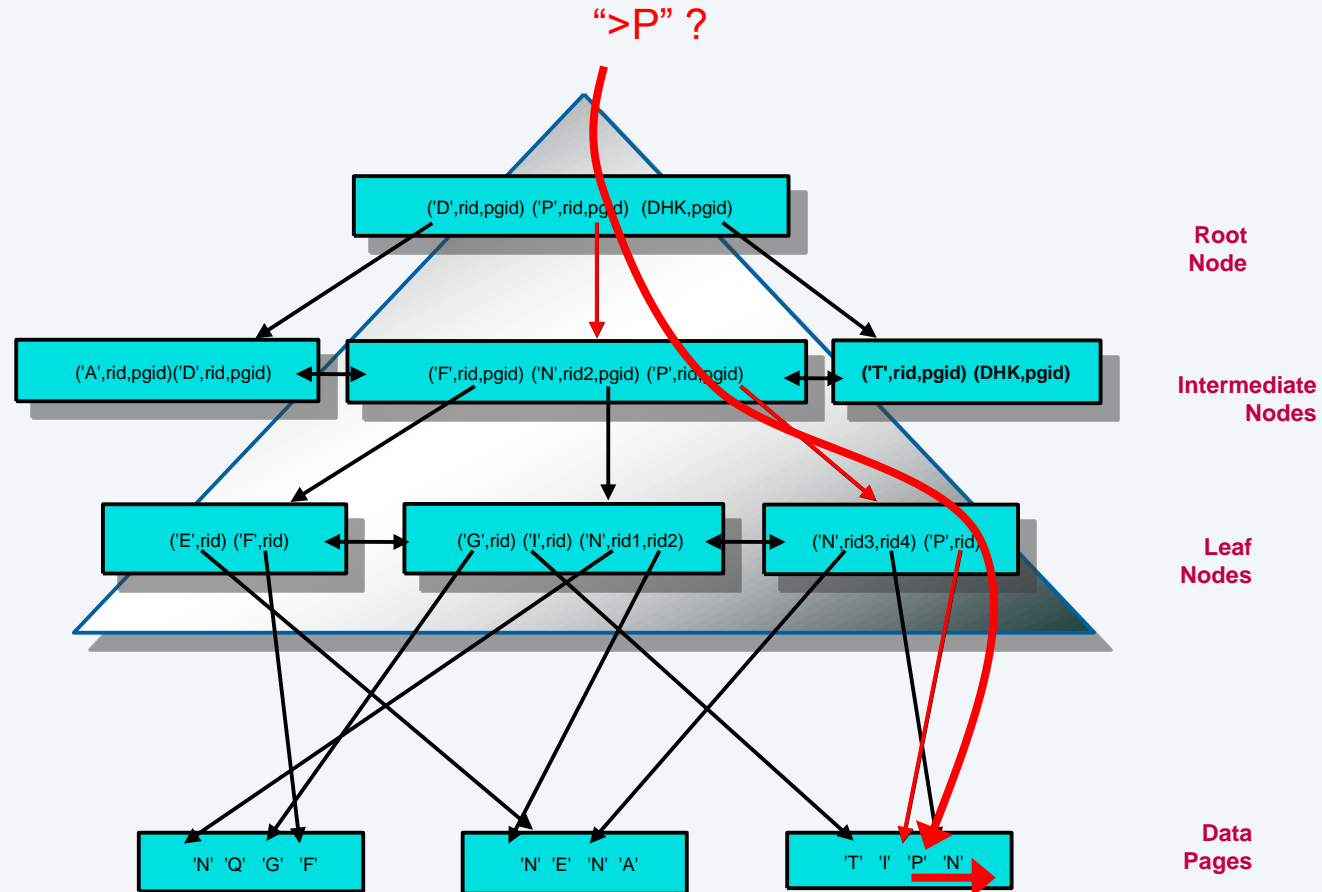 “>P” ?
('D',rid,pgid) ('P',rid,pgid) (DHK,pgid)
Root
Node
('A',rid,pgid)('D',rid,pgid)
('F',rid,pgid) ('N',rid2,pgid) ('P',rid,pgid)
('T',rid,pgid) (DHK,pgid)
Intermediate
Nodes
('E',rid) ('F',rid)
('G',rid) ('I',rid) ('N',rid1,rid2)
('N',rid3,rid4) ('P',rid)
Leaf
Nodes
'N' 'Q' 'G' 'F'
'N' 'E' 'N' 'A'
'T' 'I' 'P' 'N'
Data
Pages